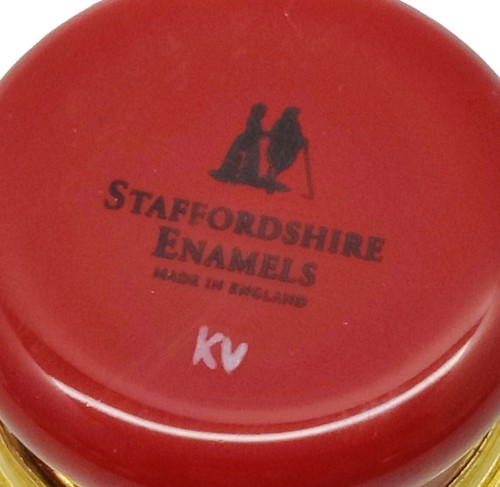 STAFFORDSHIRE
ENAMELS
MADE IN ENGLAND
KV